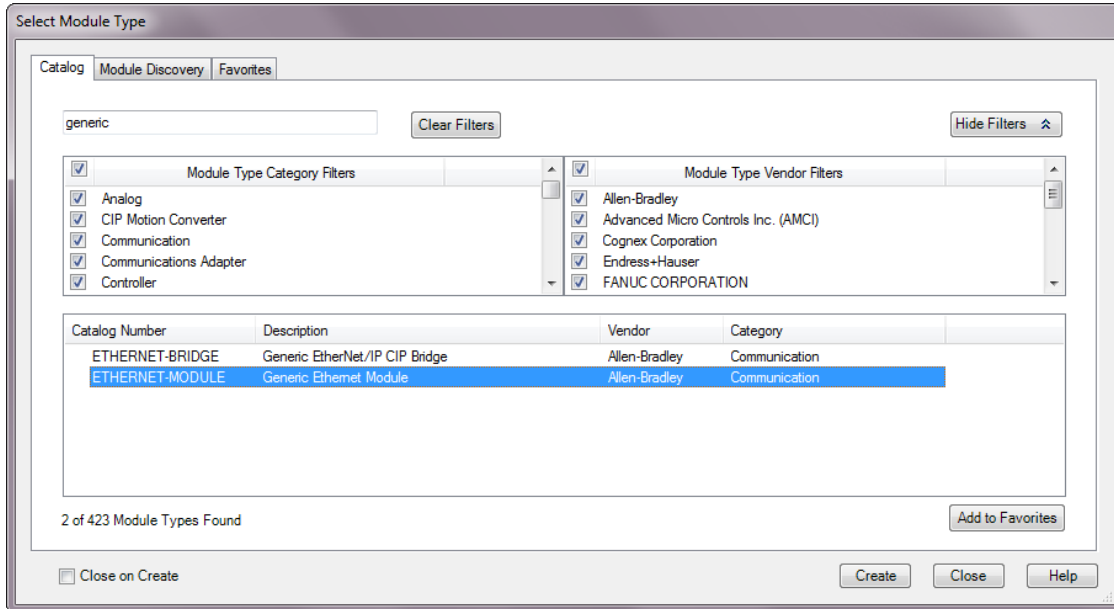 Select Module Type
Catalog Module Discovery Favorites
generic Clear Filters Hide Filters
Module Type Category Filters Module Type Vendor Filters
Analog Allen-Bradley
CIP Motion Converter Advanced Micro Controls Inc. (AMCI)
Communication Cognex Corporation
Communications Adapter Endress+Hauser
Controller FANUC CORPORATION
Catalog Number Description Vendor Category
ETHERNET-BRIDGE Generic EtherNet/IP CIP Bridge Allen-Bradley Communication
ETHERNET-MODULE Generic Ethernet Module Allen-Bradley Communication
2 of 423 Module Types Found Add to Favorites
Close on Create Create Close Help